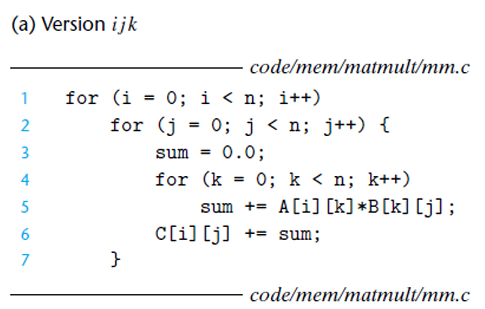 (a) Version ijk
code/mem/matmult/mm.c
1 for (i = 0; i < n; i++)
2 for (j = 0; j < n; j++) {
3 sum = 0.0;
4 for (k = 0; k < n; k++)
5 sum += A[i][k]*B[k][j];
6 C[i][j] += sum;
7 }
code/mem/matmult/mm.c